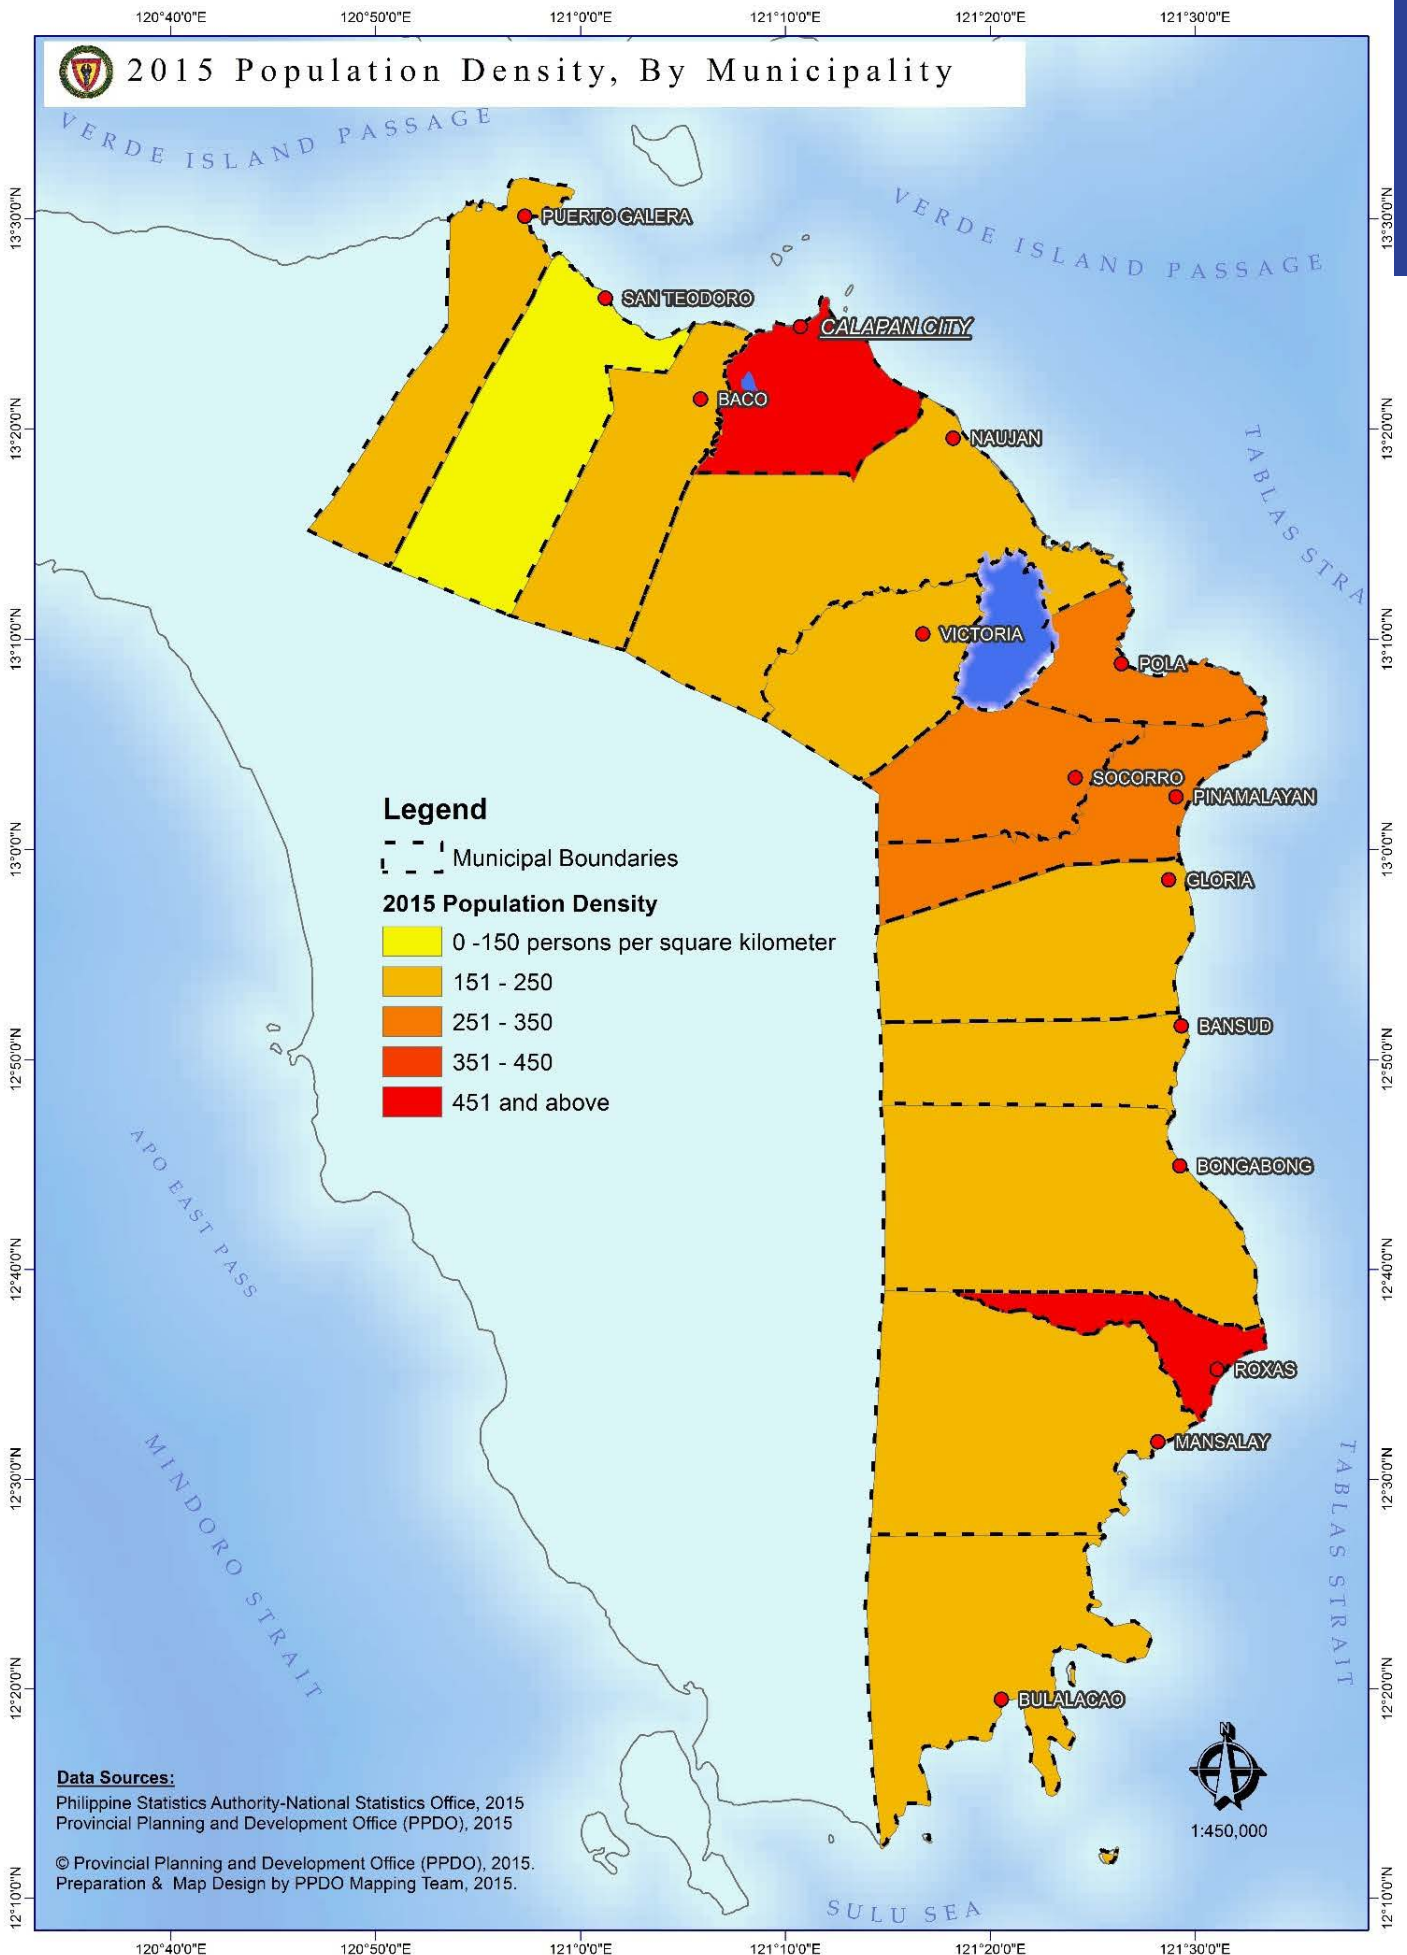 120°40'0"E 120°50'0"E 121°0'0"E 121°10'0"E 121°20'0"E 121°30'0"E
2015 Population Density, By Municipality
VERDE ISLAND PASSAGE
VERDE ISLAND PASSAGE
13°30'0"N 13°30'0"N
PUERTO GALERA
SAN TEODORO
CALAPAN CITY
BACO
13°20'0"N 13°20'0"N
NAUJAN
TABLAS STRA
VICTORIA
13°10'0"N 13°10'0"N
POLA
SOCORRO
PINAMALAYAN
Legend
Municipal Boundaries
13°0'0"N 13°0'0"N
GLORIA
2015 Population Density
0 -150 persons per square kilometer
151 - 250
251 - 350
351 - 450
451 and above
BANSUD
12°50'0"N 12°50'0"N
APO EAST PASS
BONGABONG
12°40'0"N 12°40'0"N
ROXAS
MANSALAY
12°30'0"N 12°30'0"N
MINDORO STRAIT
TABLAS STRAIT
12°20'0"N 12°20'0"N
BULALACAO
N
1:450,000
Data Sources:
Philippine Statistics Authority-National Statistics Office, 2015
Provincial Planning and Development Office (PPDO), 2015
© Provincial Planning and Development Office (PPDO), 2015.
Preparation & Map Design by PPDO Mapping Team, 2015.
12°10'0"N 12°10'0"N
SULU SEA
120°40'0"E 120°50'0"E 121°0'0"E 121°10'0"E 121°20'0"E 121°30'0"E